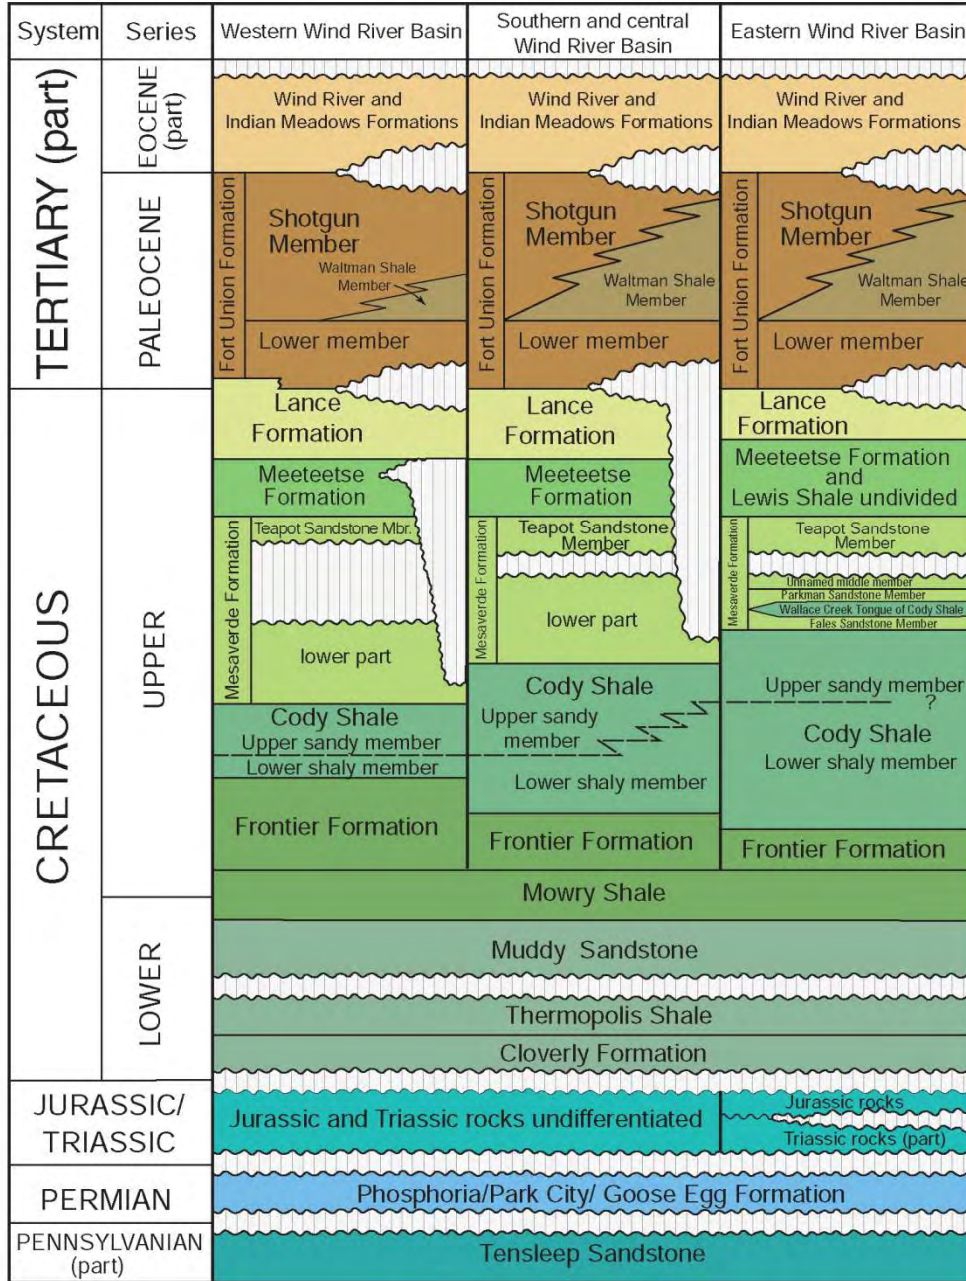 System
Series
Western Wind River Basin
Southern and central
Wind River Basin
Eastern Wind River Basin
TERTIARY (part)
EOCENE
(part)
PALEOCENE
CRETACEOUS
UPPER
LOWER
JURASSIC/
TRIASSIC
PERMIAN
PENNSYLVANIAN
(part)
Wind River and
Indian Meadows Formations
Fort Union Formation
Shotgun
Member
Waltman Shale
Member
Lower member
Lance
Formation
Meeteetse
Formation
Mesaverde Formation
Teapot Sandstone Mbr.
lower part
Cody Shale
Upper sandy member
Lower shaly member
Frontier Formation
Wind River and
Indian Meadows Formations
Fort Union Formation
Shotgun
Member
Waltman Shale
Member
Lower member
Lance
Formation
Meeteetse
Formation
Mesaverde Formation
Teapot Sandstone
Member
lower part
Cody Shale
Upper sandy
member
Lower shaly member
Frontier Formation
Wind River and
Indian Meadows Formations
Fort Union Formation
Shotgun
Member
Waltman Shale
Member
Lower member
Lance
Formation
Meeteetse Formation
and
Lewis Shale undivided
Mesaverde Formation
Teapot Sandstone
Member
Unnamed middle member
Parkman Sandstone Member
Wallace Creek Tongue of Cody Shale
Fales Sandstone Member
Upper sandy member
?
Cody Shale
Lower shaly member
Frontier Formation
Mowry Shale
Muddy Sandstone
Thermopolis Shale
Cloverly Formation
Jurassic and Triassic rocks undifferentiated
Jurassic rocks
Triassic rocks (part)
Phosphoria/Park City/ Goose Egg Formation
Tensleep Sandstone